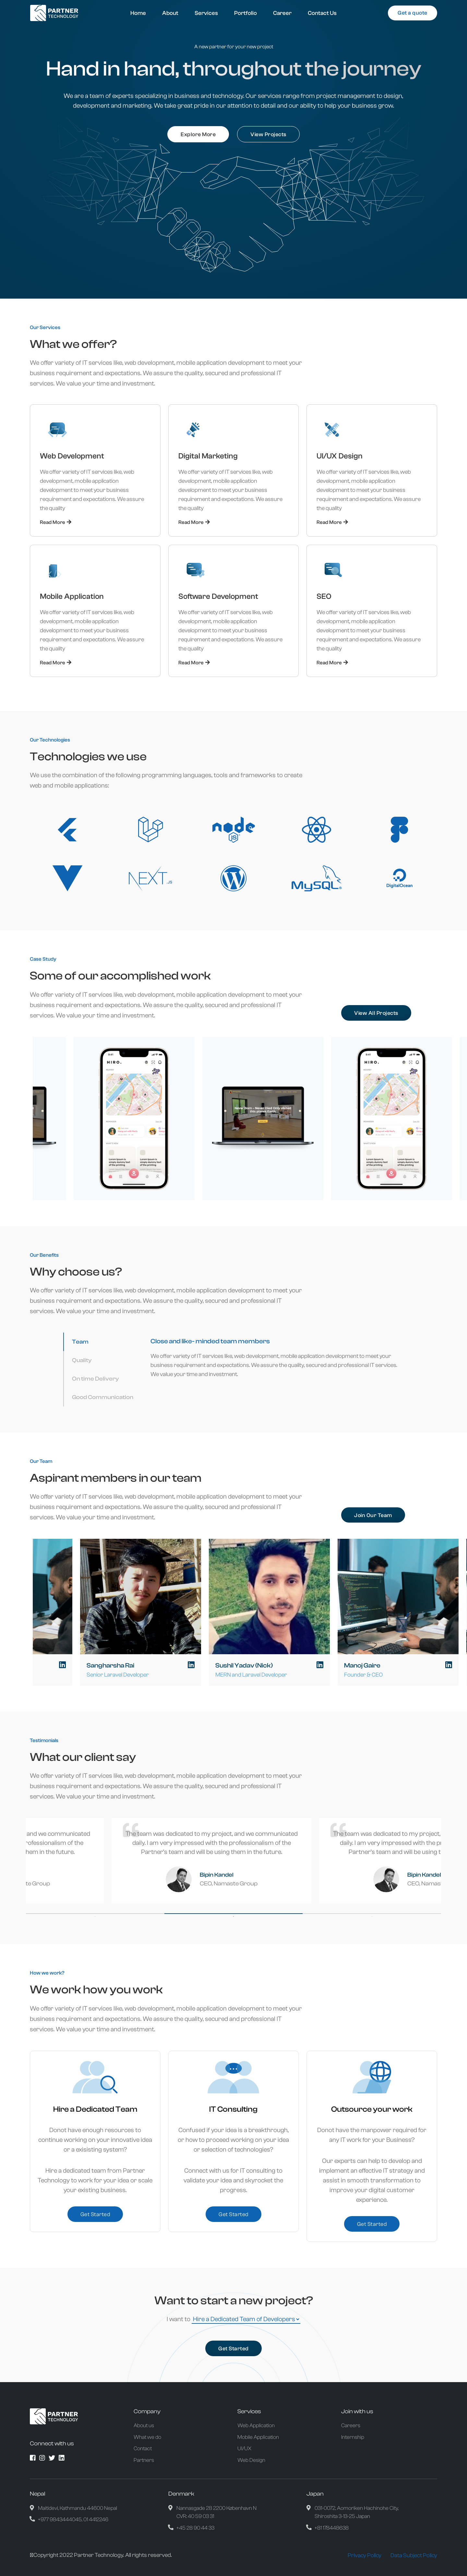 PARTNER
TECHNOLOGY
Home
About
Services
Portfolio
Career
Contact Us
Get a quote
A new partner for your new project
Hand in hand, throughout the journey
We are a team of experts specializing in business and technology. Our services range from project management to design,
development and marketing. We take great pride in our attention to detail and our ability to help your business grow.
Explore More
View Projects
Our Services
What we offer?
We offer variety of IT services like, web development, mobile application development to meet your
business requirement and expectations. We assure the quality, secured and professional IT
services. We value your time and investment.
Web Development
We offer variety of IT services like, web
development, mobile application
development to meet your business
requirement and expectations. We assure
the quality
Read More
Digital Marketing
We offer variety of IT services like, web
development, mobile application
development to meet your business
requirement and expectations. We assure
the quality
Read More
UI/UX Design
We offer variety of IT services like, web
development, mobile application
development to meet your business
requirement and expectations. We assure
the quality
Read More
Mobile Application
We offer variety of IT services like, web
development, mobile application
development to meet your business
requirement and expectations. We assure
the quality
Read More
Software Development
We offer variety of IT services like, web
development, mobile application
development to meet your business
requirement and expectations. We assure
the quality
Read More
SEO
We offer variety of IT services like, web
development, mobile application
development to meet your business
requirement and expectations. We assure
the quality
Read More
Our Technologies
Technologies we use
We use the combination of the following programming languages, tools and frameworks to create
web and mobile applications:
node
JS
NEXT.JS
MySQL
DigitalOcean
Case Study
Some of our accomplished work
We offer variety of IT services like, web development, mobile application development to meet your
business requirement and expectations. We assure the quality, secured and professional IT
services. We value your time and investment.
View All Projects
HIRO.
HIRO.
Our Benefits
Why choose us?
We offer variety of IT services like, web development, mobile application development to meet your
business requirement and expectations. We assure the quality, secured and professional IT
services. We value your time and investment.
Team
Quality
On time Delivery
Good Communication
Close and like- minded team members
We offer variety of IT services like, web development, mobile application development to meet your
business requirement and expectations. We assure the quality, secured and professional IT services.
We value your time and investment.
Our Team
Aspirant members in our team
We offer variety of IT services like, web development, mobile application development to meet your
business requirement and expectations. We assure the quality, secured and professional IT
services. We value your time and investment.
Join Our Team
Sangharsha Rai
Senior Laravel Developer
Sushil Yadav (Nick)
MERN and Laravel Developer
Manoj Gaire
Founder & CEO
Testimonials
What our client say
We offer variety of IT services like, web development, mobile application development to meet your
business requirement and expectations. We assure the quality, secured and professional IT
services. We value your time and investment.
and we communicated
rofessionalism of the
hem in the future.
te Group
The team was dedicated to my project, and we communicated
daily. I am very impressed with the professionalism of the
Partner's team and will be using them in the future.
Bipin Kandel
CEO, Namaste Group
The team was dedicated to my project,
daily. I am very impressed with the pr
Partner's team and will be using t
Bipin Kandel
CEO, Namas
How we work?
We work how you work
We offer variety of IT services like, web development, mobile application development to meet your
business requirement and expectations. We assure the quality, secured and professional IT
services. We value your time and investment.
Hire a Dedicated Team
Do not have enough resources to
continue working on your innovative idea
or a exisisting system?
Hire a dedicated team from Partner
Technology to work for your idea or scale
your existing business.
Get Started
IT Consulting
Confused if your idea is a breakthrough,
or how to proceed working on your idea
or selection of technologies?
Connect with us for IT consulting to
validate your idea and skyrocket the
progress.
Get Started
Outsource your work
Do not have the manpower required for
any IT work for your Business?
Our experts can help to develop and
implement an effective IT strategy and
assist in smooth transformation to
improve your digital customer
experience.
Get Started
Want to start a new project?
I want to Hire a Dedicated Team of Developers
Get Started
PARTNER
TECHNOLOGY
Connect with us
Company
About us
What we do
Contact
Partners
Services
Web Application
Mobile Application
UI/UX
Web Design
Join with us
Careers
Internship
Nepal
Maitidevi, Kathmandu 44600 Nepal
Denmark
Nørrebrogade
Japan
©Copyright 2022 Partner Technology. All rights reserved.
Privacy Policy
Data Subject Policy